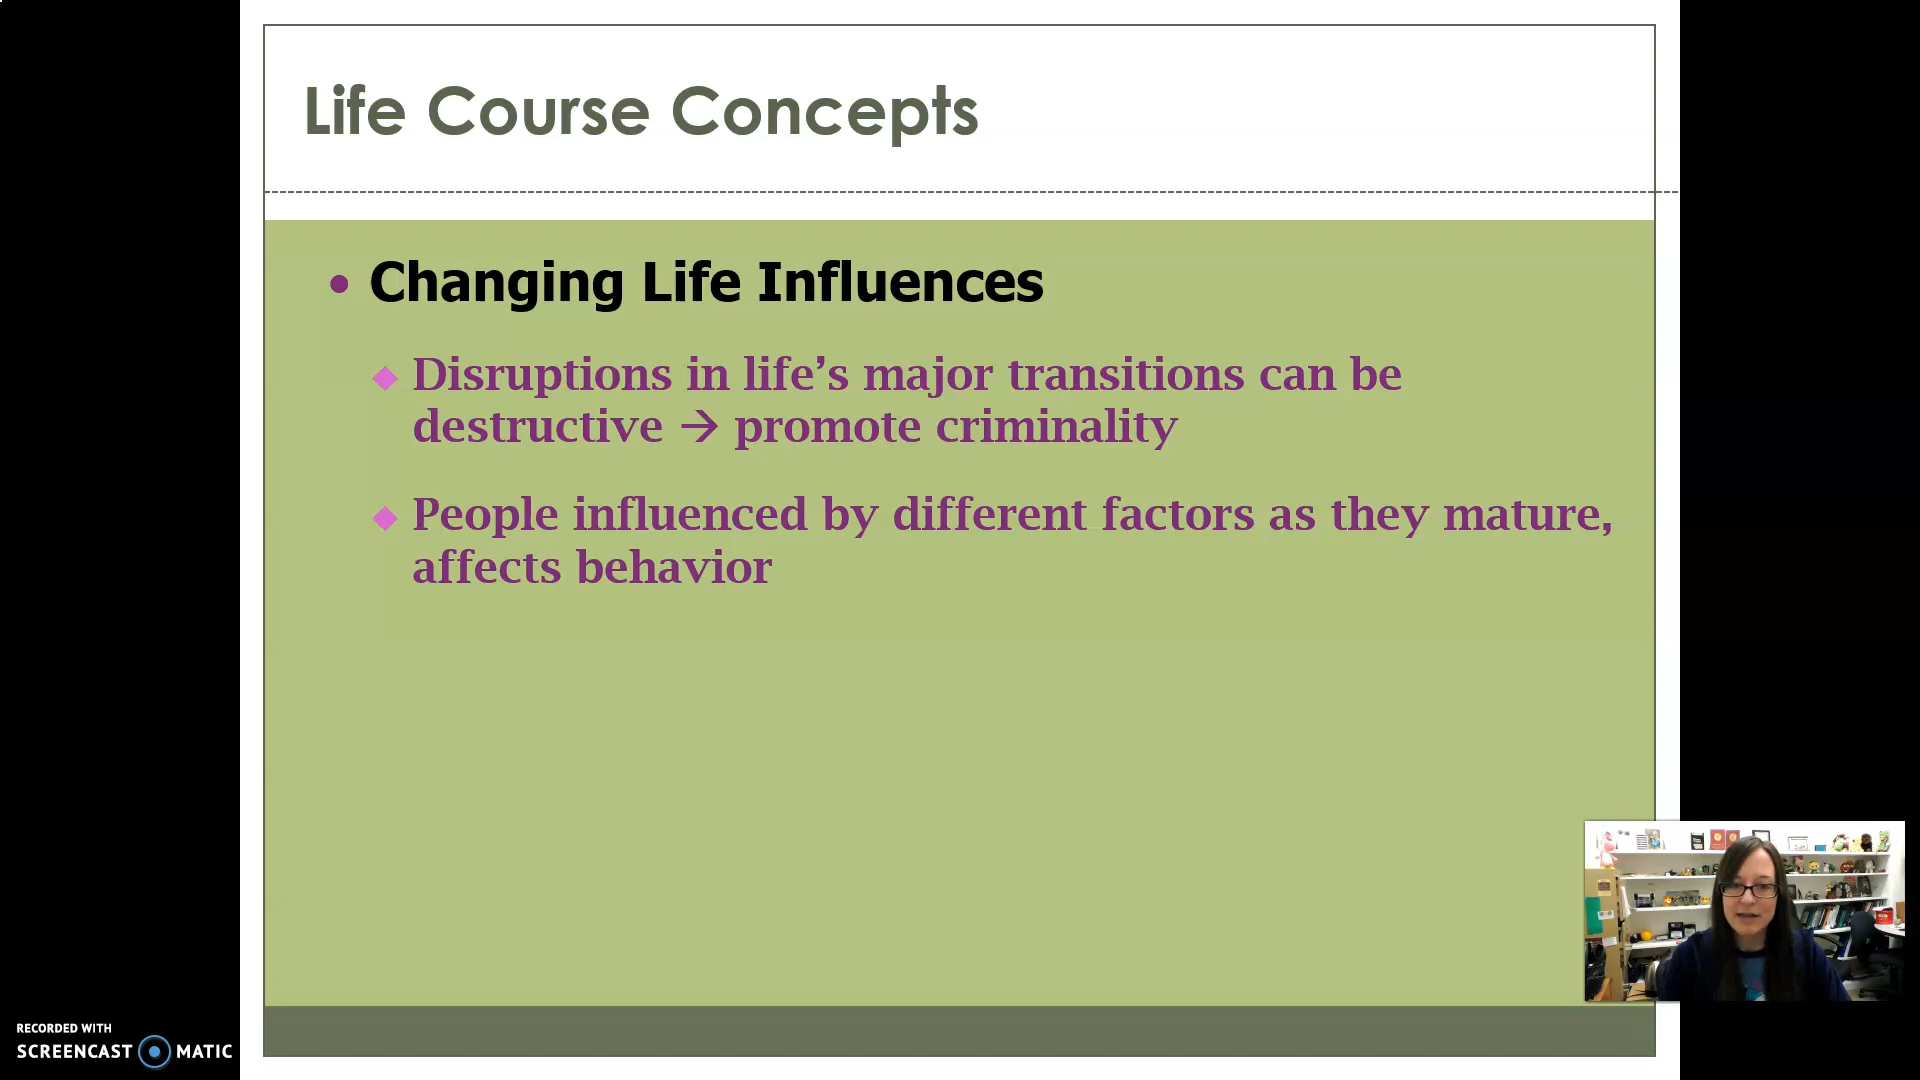 Life Course Concepts
• Changing Life Influences
◆ Disruptions in life’s major transitions can be
destructive → promote criminality
◆ People influenced by different factors as they mature,
affects behavior
RECORDED WITH
SCREENCAST MATIC